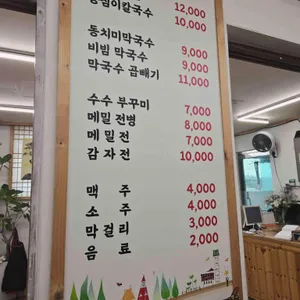 칼국수 12,000
10,000
동치미막국수 9,000
비빔 막국수 9,000
막국수 곱빼기 11,000
수수 부꾸미 7,000
메밀 전병 8,000
메 밀 전 7,000
감 자 전 10,000
맥 주 4,000
소 주 4,000
막 걸 리 3,000
음 료 2,000